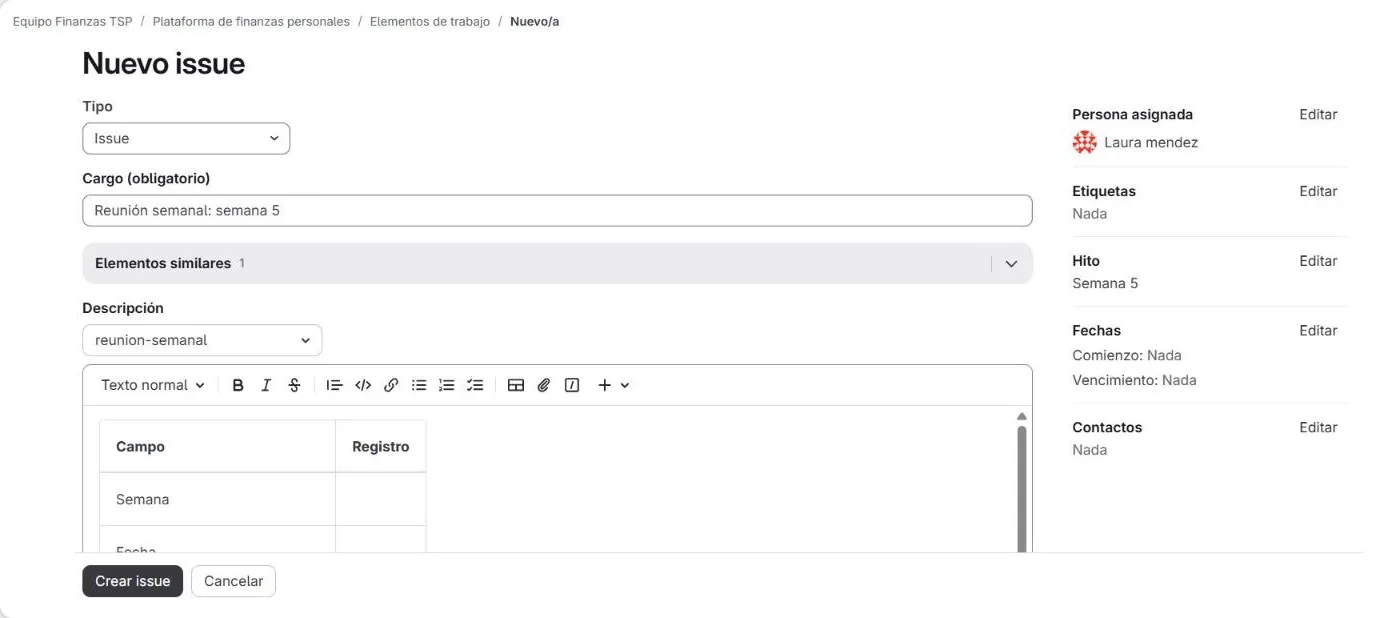 Equipo Finanzas TSP / Plataforma de finanzas personales / Elementos de trabajo / Nuevo/a
Nuevo issue
Tipo
Issue
Cargo (obligatorio)
Reunión semanal: semana 5
Elementos similares 1
Descripción
reunion-semanal
Texto normal
Campo Registro
Semana
Fecha
Crear issue Cancelar
Persona asignada Editar
Laura mendez
Etiquetas Editar
Nada
Hito Editar
Semana 5
Fechas Editar
Comienzo: Nada
Vencimiento: Nada
Contactos Editar
Nada